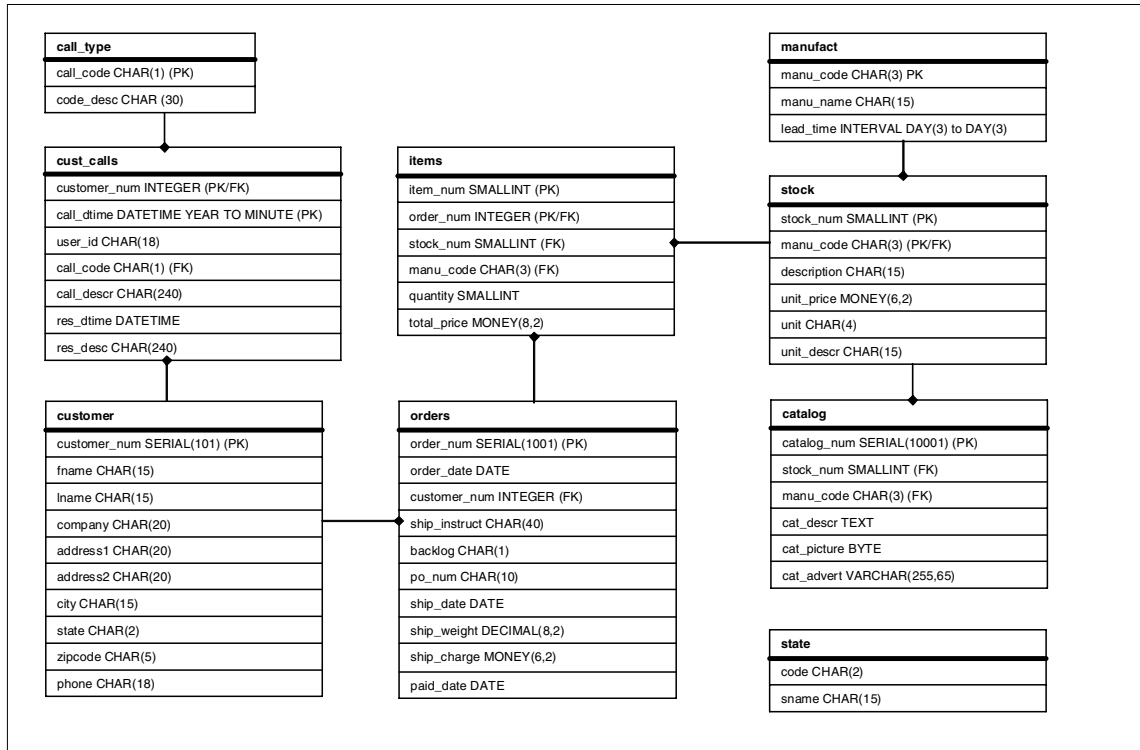 call_type
call_code CHAR(1) (PK)
code_desc CHAR (30)
cust_calls
customer_num INTEGER (PK/FK)
call_dtime DATETIME YEAR TO MINUTE (PK)
user_id CHAR(18)
call_code CHAR(1) (FK)
call_descr CHAR(240)
res_dtime DATETIME
res_desc CHAR(240)
customer
customer_num SERIAL(101) (PK)
fname CHAR(15)
lname CHAR(15)
company CHAR(20)
address1 CHAR(20)
address2 CHAR(20)
city CHAR(15)
state CHAR(2)
zipcode CHAR(5)
phone CHAR(18)
items
item_num SMALLINT (PK)
order_num INTEGER (PK/FK)
stock_num SMALLINT (FK)
manu_code CHAR(3) (FK)
quantity SMALLINT
total_price MONEY(8,2)
orders
order_num SERIAL(1001) (PK)
order_date DATE
customer_num INTEGER (FK)
ship_instruct CHAR(40)
backlog CHAR(1)
po_num CHAR(10)
ship_date DATE
ship_weight DECIMAL(8,2)
ship_charge MONEY(6,2)
paid_date DATE
manufact
manu_code CHAR(3) PK
manu_name CHAR(15)
lead_time INTERVAL DAY(3) to DAY(3)
stock
stock_num SMALLINT (PK)
manu_code CHAR(3) (PK/FK)
description CHAR(15)
unit_price MONEY(6,2)
unit CHAR(4)
unit_descr CHAR(15)
catalog
catalog_num SERIAL(10001) (PK)
stock_num SMALLINT (FK)
manu_code CHAR(3) (FK)
cat_descr TEXT
cat_picture BYTE
cat_advert VARCHAR(255,65)
state
code CHAR(2)
sname CHAR(15)